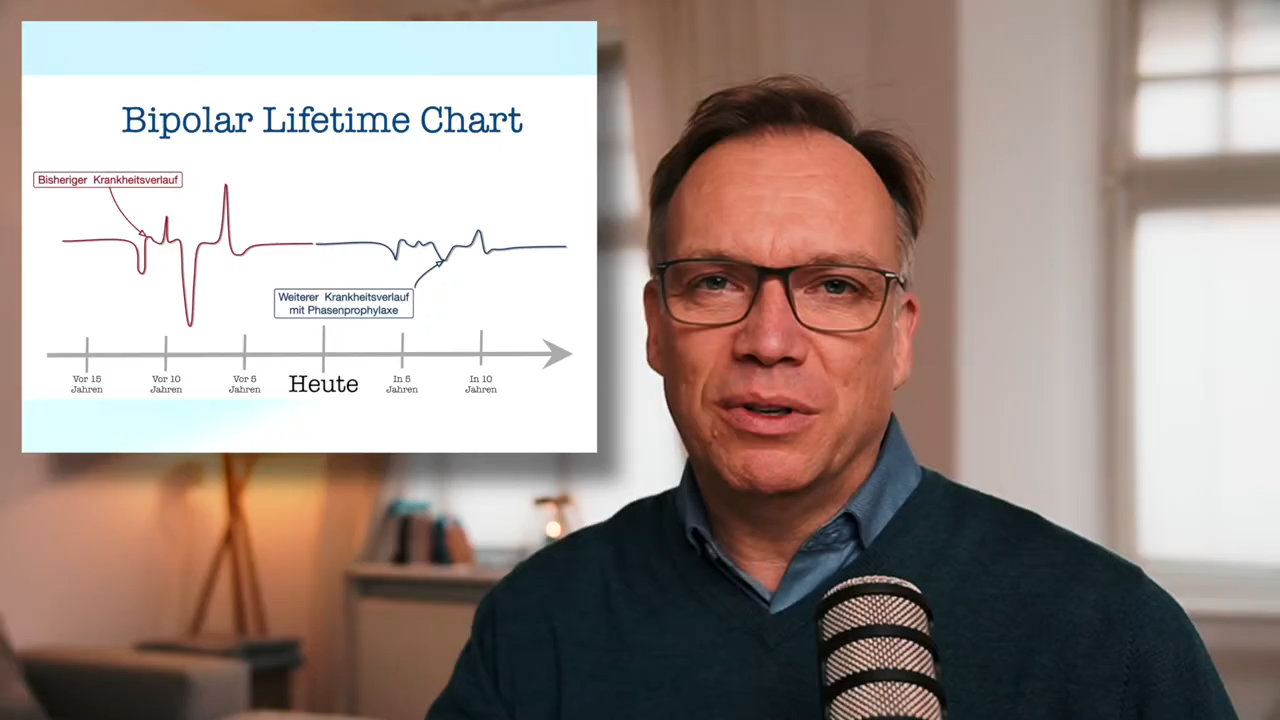 Bipolar Lifetime Chart
Bisheriger Krankheitsverlauf
Weiterer Krankheitsverlauf
mit Phasenprophylaxe
Vor 15
Jahren
Vor 10
Jahren
Vor 5
Jahren
Heute
In 5
Jahren
In 10
Jahren